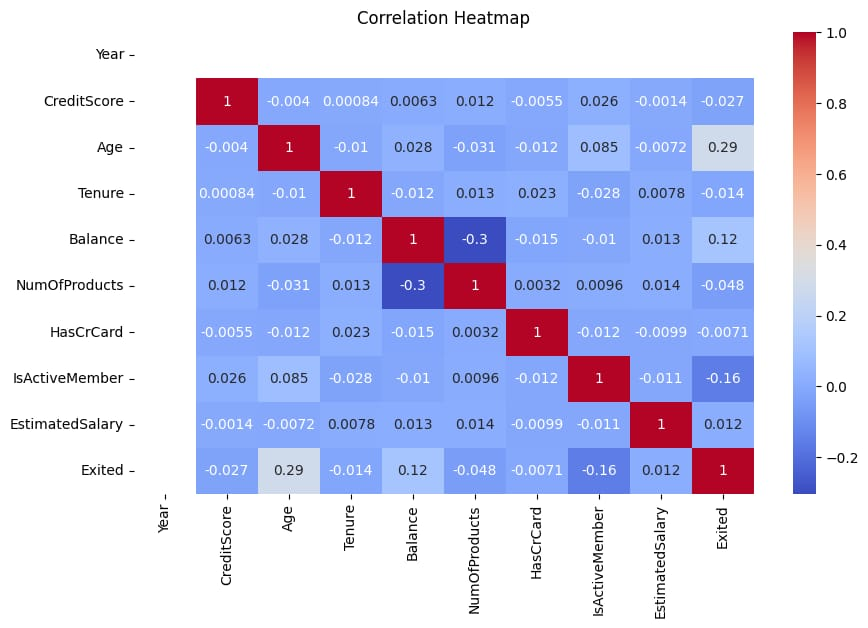 Correlation Heatmap
Year
CreditScore 1 -0.004 0.00084 0.0063 0.012 -0.0055 0.026 -0.0014 -0.027
Age -0.004 1 -0.01 0.028 -0.031 -0.012 0.085 -0.0072 0.29
Tenure 0.00084 -0.01 1 -0.012 0.013 0.023 -0.028 0.0078 -0.014
Balance 0.0063 0.028 -0.012 1 -0.3 -0.015 -0.01 0.013 0.12
NumOfProducts 0.012 -0.031 0.013 -0.3 1 0.0032 0.0096 0.014 -0.048
HasCrCard -0.0055 -0.012 0.023 -0.015 0.0032 1 -0.012 -0.0099 -0.0071
IsActiveMember 0.026 0.085 -0.028 -0.01 0.0096 -0.012 1 -0.011 -0.16
EstimatedSalary -0.0014 -0.0072 0.0078 0.013 0.014 -0.0099 -0.011 1 0.012
Exited -0.027 0.29 -0.014 0.12 -0.048 -0.0071 -0.16 0.012 1
Year CreditScore Age Tenure Balance NumOfProducts HasCrCard IsActiveMember EstimatedSalary Exited
1.0
0.8
0.6
0.4
0.2
0.0
−0.2